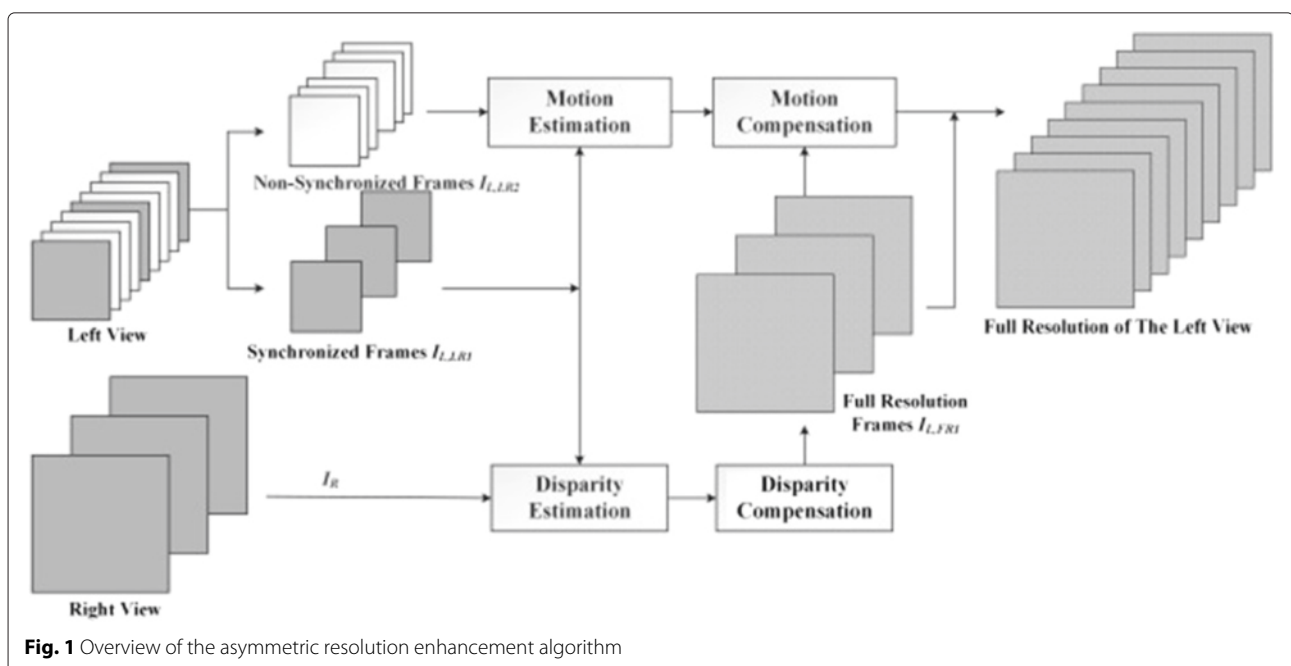 Motion
Estimation
Motion
Compensation
Non-Synchronized Frames I_{L,LR2}
Left View
Synchronized Frames I_{L,LR1}
Full Resolution of The Left View
Full Resolution
Frames I_{L,FR1}
I_R
Disparity
Estimation
Disparity
Compensation
Right View
Fig. 1 Overview of the asymmetric resolution enhancement algorithm